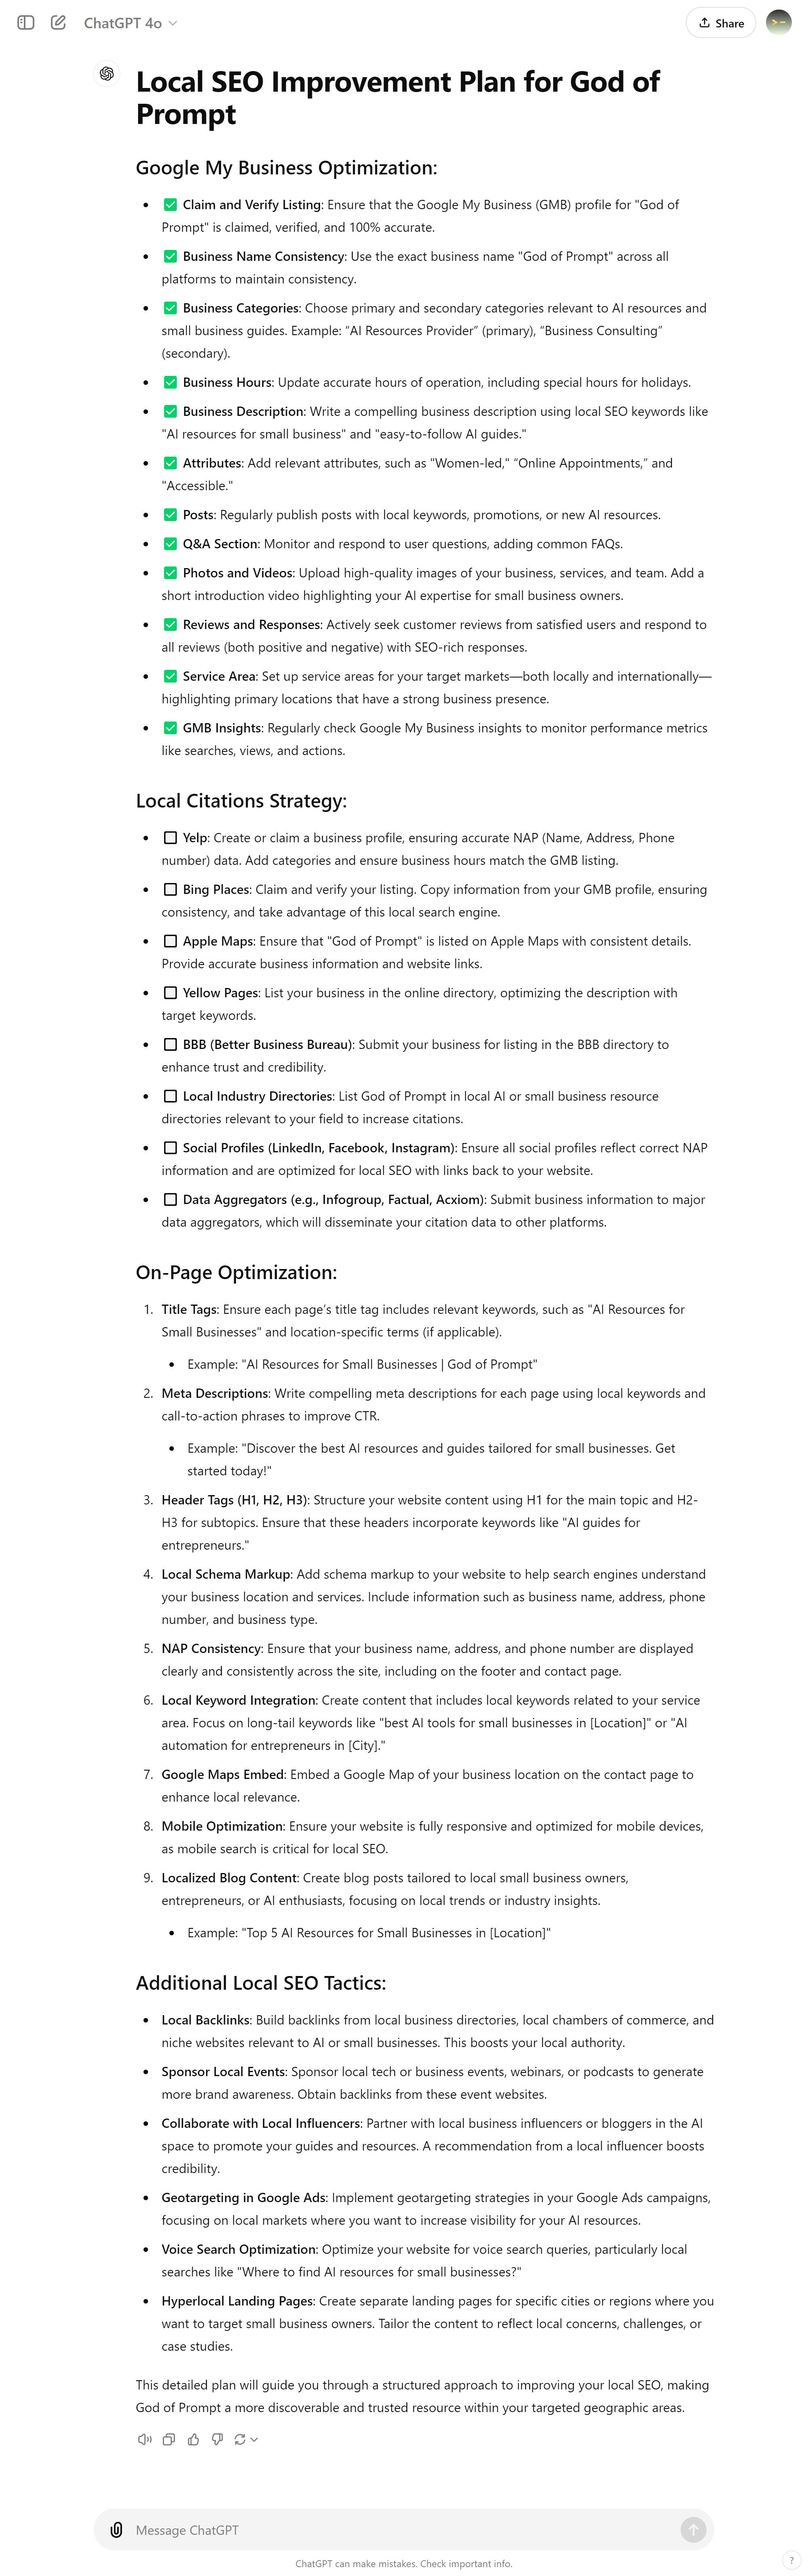 ChatGPT 4o
Share
Local SEO Improvement Plan for God of
Prompt
Google My Business Optimization:
• ✅ Claim and Verify Listing: Ensure that the Google My Business (GMB) profile for "God of
Prompt" is claimed, verified, and 100% accurate.
• ✅ Business Name Consistency: Use the exact business name "God of Prompt" across all
platforms to maintain consistency.
• ✅ Business Categories: Choose primary and secondary categories relevant to AI resources and
small business guides. Example: “AI Resources Provider” (primary), “Business Consulting”
(secondary).
• ✅ Business Hours: Update accurate hours of operation, including special hours for holidays.
• ✅ Business Description: Write a compelling business description using local SEO keywords like
"AI resources for small business" and "easy-to-follow AI guides."
• ✅ Attributes: Add relevant attributes, such as "Women-led," “Online Appointments,” and
"Accessible."
• ✅ Posts: Regularly publish posts with local keywords, promotions, or new AI resources.
• ✅ Q&A Section: Monitor and respond to user questions, adding common FAQs.
• ✅ Photos and Videos: Upload high-quality images of your business, services, and team. Add a
short introduction video highlighting your AI expertise for small business owners.
• ✅ Reviews and Responses: Actively seek customer reviews from satisfied users and respond to
all reviews (both positive and negative) with SEO-rich responses.
• ✅ Service Area: Set up service areas for your target markets—both locally and internationally—
highlighting primary locations that have a strong business presence.
• ✅ GMB Insights: Regularly check Google My Business insights to monitor performance metrics
like searches, views, and actions.
Local Citations Strategy:
• ☐ Yelp: Create or claim a business profile, ensuring accurate NAP (Name, Address, Phone
number) data. Add categories and ensure business hours match the GMB listing.
• ☐ Bing Places: Claim and verify your listing. Copy information from your GMB profile, ensuring
consistency, and take advantage of this local search engine.
• ☐ Apple Maps: Ensure that "God of Prompt" is listed on Apple Maps with consistent details.
Provide accurate business information and website links.
• ☐ Yellow Pages: List your business in the online directory, optimizing the description with
target keywords.
• ☐ BBB (Better Business Bureau): Submit your business for listing in the BBB directory to
enhance trust and credibility.
• ☐ Local Industry Directories: List God of Prompt in local AI or small business resource
directories relevant to your field to increase citations.
• ☐ Social Profiles (LinkedIn, Facebook, Instagram): Ensure all social profiles reflect correct NAP
information and are optimized for local SEO with links back to your website.
• ☐ Data Aggregators (e.g., Infogroup, Factual, Acxiom): Submit business information to major
data aggregators, which will disseminate your citation data to other platforms.
On-Page Optimization:
1. Title Tags: Ensure each page’s title tag includes relevant keywords, such as "AI Resources for
Small Businesses" and location-specific terms (if applicable).
• Example: "AI Resources for Small Businesses | God of Prompt"
2. Meta Descriptions: Write compelling meta descriptions for each page using local keywords and
call-to-action phrases to improve CTR.
• Example: "Discover the best AI resources and guides tailored for small businesses. Get
started today!"
3. Header Tags (H1, H2, H3): Structure your website content using H1 for the main topic and H2-
H3 for subtopics. Ensure that these headers incorporate keywords like "AI guides for
entrepreneurs."
4. Local Schema Markup: Add schema markup to your website to help search engines understand
your business location and services. Include information such as business name, address, phone
number, and business type.
5. NAP Consistency: Ensure that your business name, address, and phone number are displayed
clearly and consistently across the site, including on the footer and contact page.
6. Local Keyword Integration: Create content that includes local keywords related to your service
area. Focus on long-tail keywords like "best AI tools for small businesses in [Location]" or "AI
automation for entrepreneurs in [City]."
7. Google Maps Embed: Embed a Google Map of your business location on the contact page to
enhance local relevance.
8. Mobile Optimization: Ensure your website is fully responsive and optimized for mobile devices,
as mobile search is critical for local SEO.
9. Localized Blog Content: Create blog posts tailored to local small business owners,
entrepreneurs, or AI enthusiasts, focusing on local trends or industry insights.
• Example: "Top 5 AI Resources for Small Businesses in [Location]"
Additional Local SEO Tactics:
• Local Backlinks: Build backlinks from local business directories, local chambers of commerce, and
niche websites relevant to AI or small businesses. This boosts your local authority.
• Sponsor Local Events: Sponsor local tech or business events, webinars, or podcasts to generate
more brand awareness. Obtain backlinks from these event websites.
• Collaborate with Local Influencers: Partner with local business influencers or bloggers in the AI
space to promote your guides and resources. A recommendation from a local influencer boosts
credibility.
• Geotargeting in Google Ads: Implement geotargeting strategies in your Google Ads campaigns,
focusing on local markets where you want to increase visibility for your AI resources.
• Voice Search Optimization: Optimize your website for voice search queries, particularly local
searches like "Where to find AI resources for small businesses?"
• Hyperlocal Landing Pages: Create separate landing pages for specific cities or regions where you
want to target small business owners. Tailor the content to reflect local concerns, challenges, or
case studies.
This detailed plan will guide you through a structured approach to improving your local SEO, making
God of Prompt a more discoverable and trusted resource within your targeted geographic areas.
Message ChatGPT
ChatGPT can make mistakes. Check important info.
?